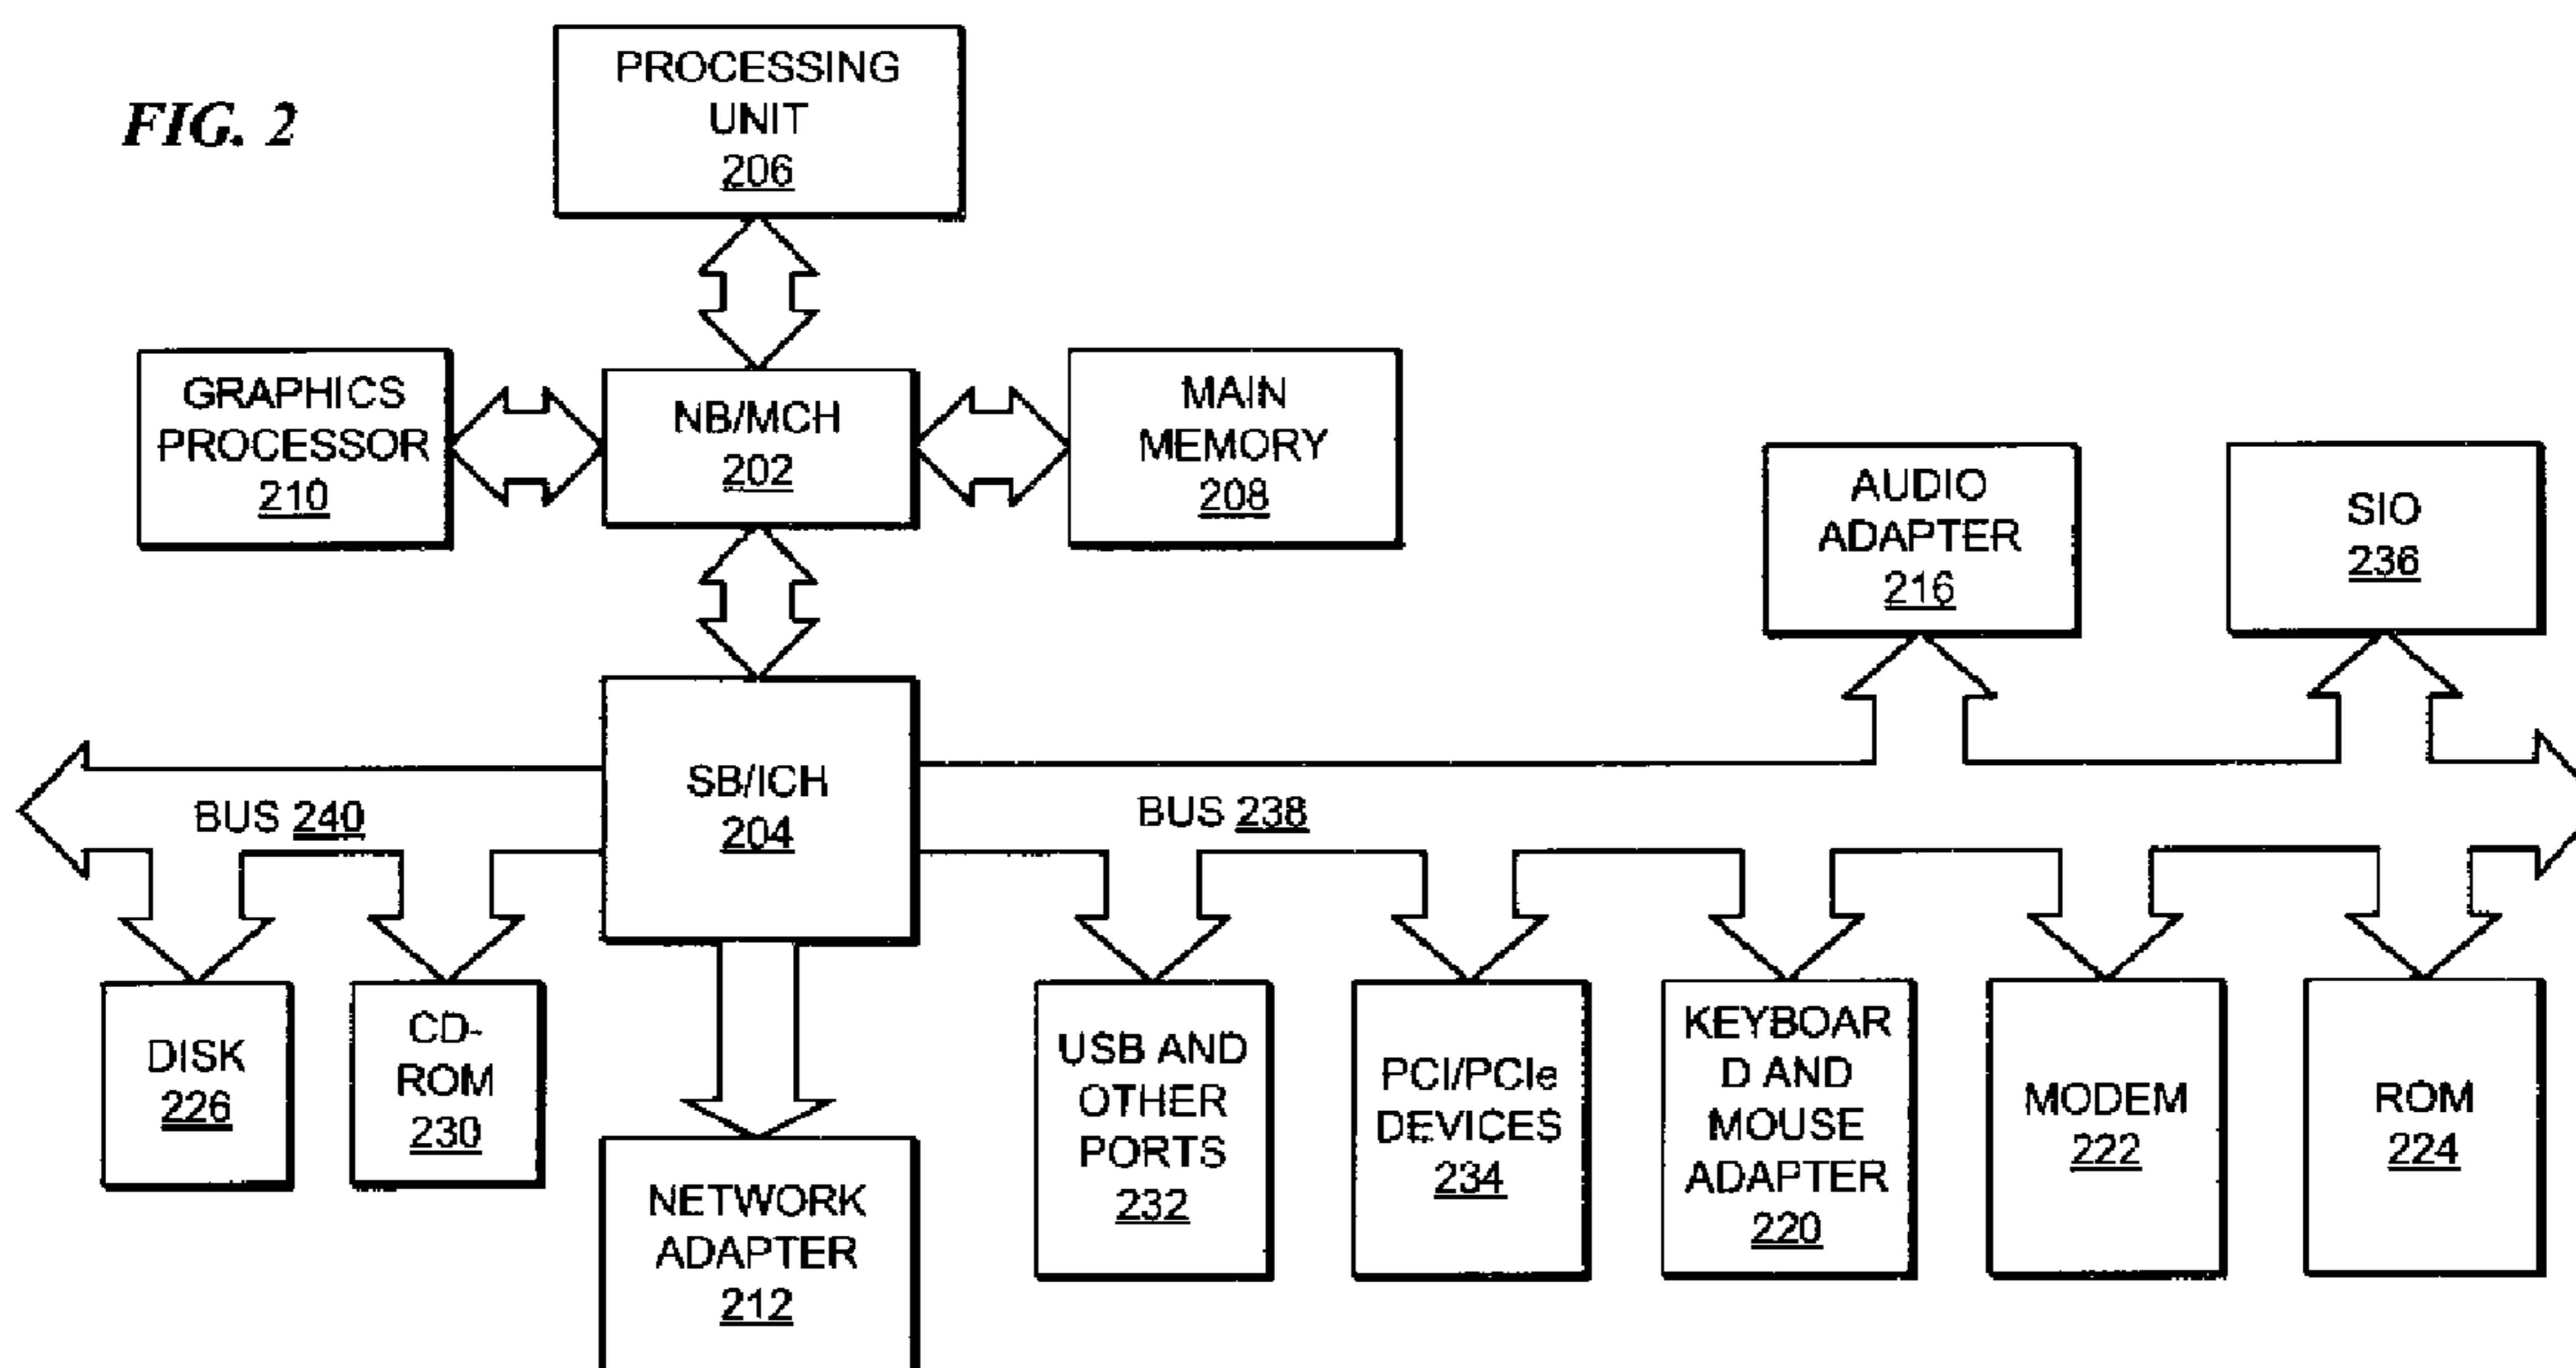 FIG. 2
PROCESSING
UNIT
206
GRAPHICS
PROCESSOR
210
NB/MCH
202
MAIN
MEMORY
208
AUDIO
ADAPTER
216
SIO
236
SB/ICH
204
BUS 240
BUS 238
DISK
226
CD-
ROM
230
NETWORK
ADAPTER
212
USB AND
OTHER
PORTS
232
PCI/PCIe
DEVICES
234
KEYBOAR
D AND
MOUSE
ADAPTER
220
MODEM
222
ROM
224